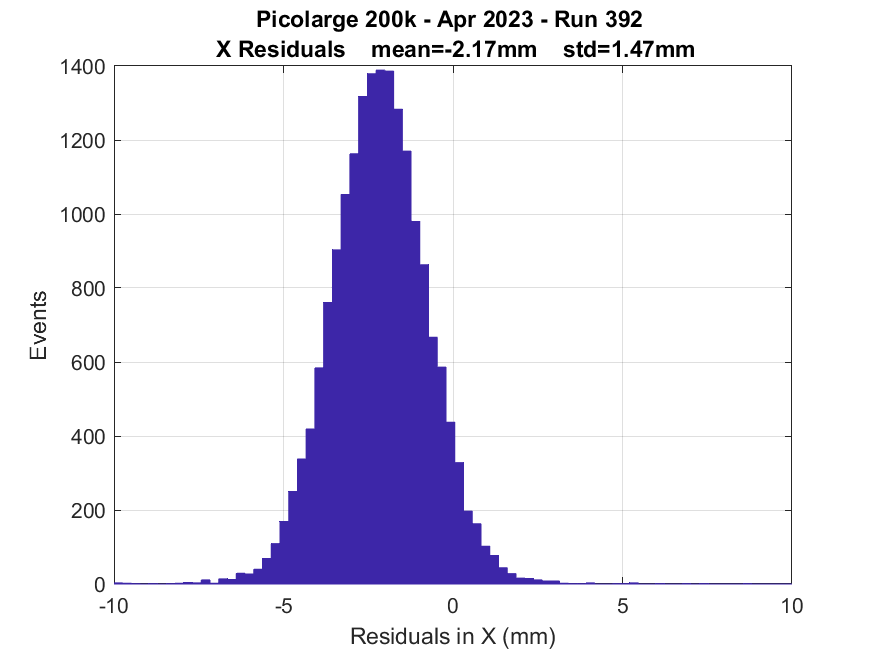 Picolarge 200k - Apr 2023 - Run 392
X Residuals mean=-2.17mm std=1.47mm
1400
1200
1000
800
600
400
200
0
Events
-10 -5 0 5 10
Residuals in X (mm)